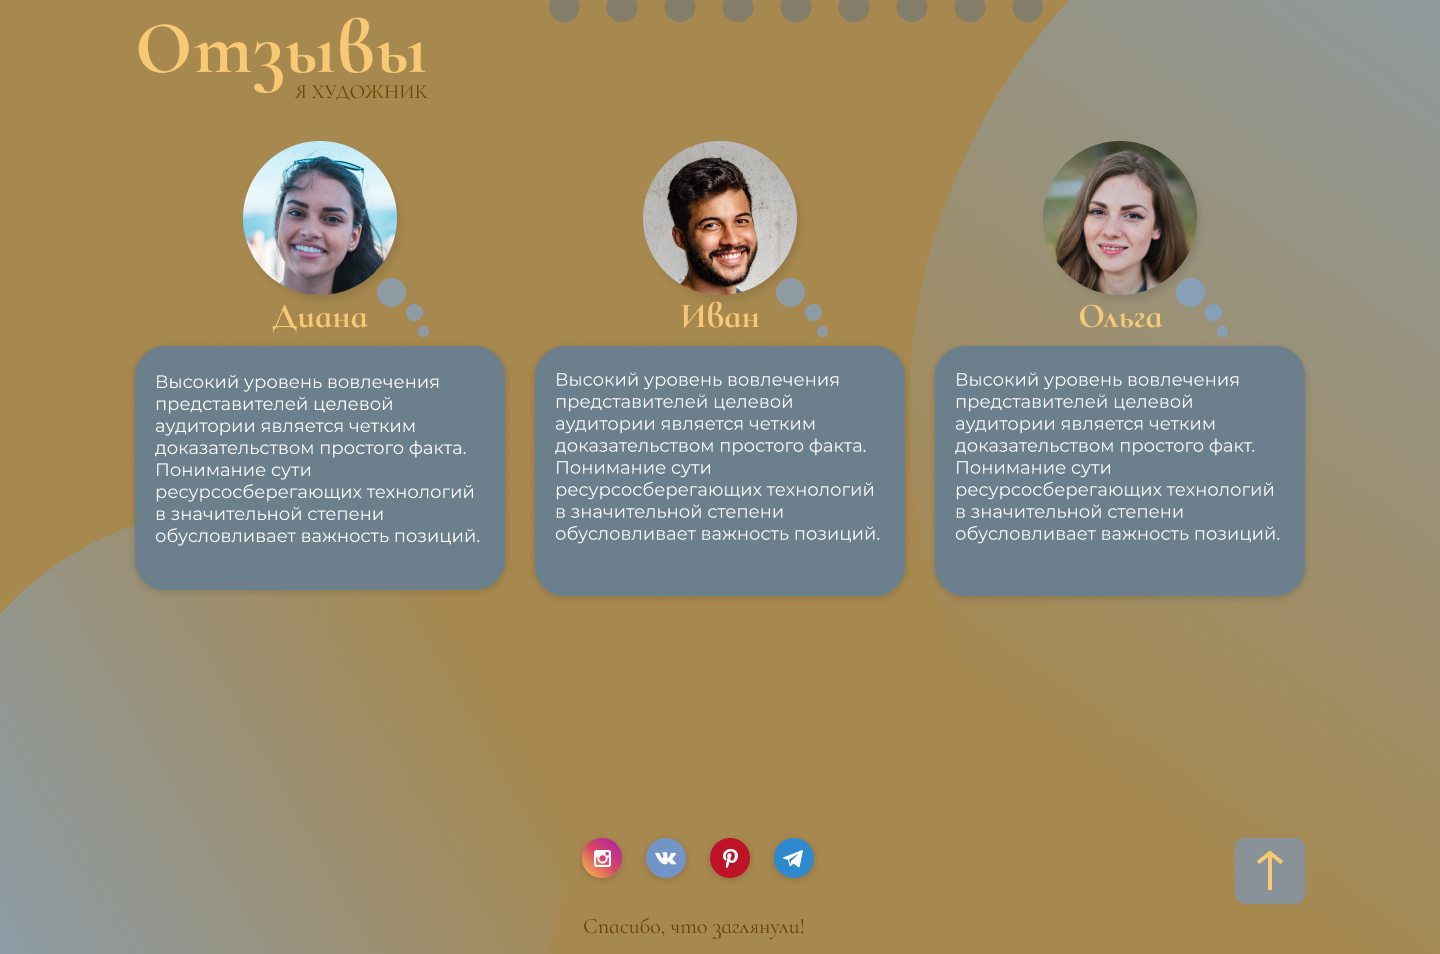 Отзывы
Я ХУДОЖНИК
Диана
Иван
Ольга
Высокий уровень вовлечения
представителей целевой
аудитории является четким
доказательством простого факта.
Понимание сути
ресурсосберегающих технологий
в значительной степени
обусловливает важность позиций.
Высокий уровень вовлечения
представителей целевой
аудитории является четким
доказательством простого факта.
Понимание сути
ресурсосберегающих технологий
в значительной степени
обусловливает важность позиций.
Высокий уровень вовлечения
представителей целевой
аудитории является четким
доказательством простого факт.
Понимание сути
ресурсосберегающих технологий
в значительной степени
обусловливает важность позиций.
Спасибо, что заглянули!